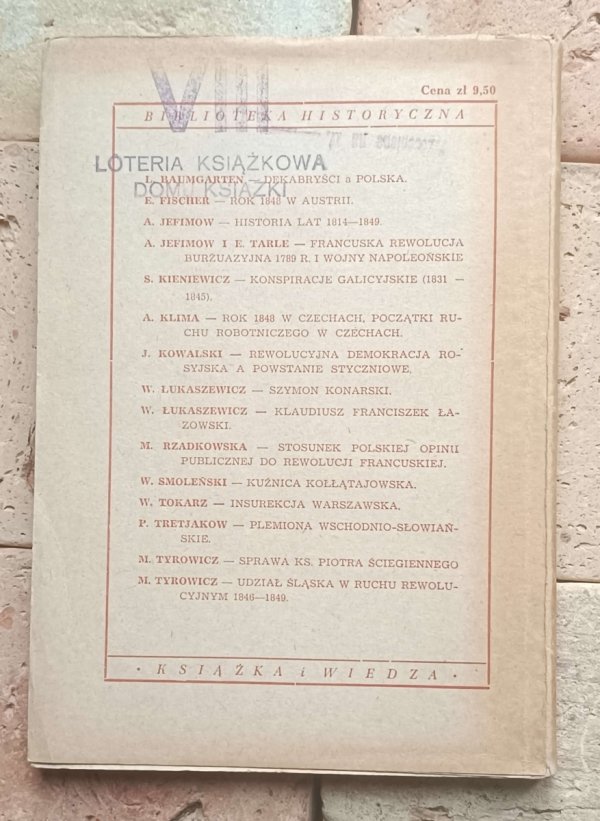 Cena zł 9,50
VIII
BIBLIOTEKA HISTORYCZNA
LOTERIA KSIĄŻKOWA
DOMU KSIĄŻKI
L. BAUMGARTEN — DEKABRYŚCI a POLSKA.
E. FISCHER — ROK 1848 W AUSTRII.
A. JEFIMOW — HISTORIA LAT 1814—1849.
A. JEFIMOW I E. TARLE — FRANCUSKA REWOLUCJA
BURŻUAZYJNA 1789 R. I WOJNY NAPOLEOŃSKIE
S. KIENIEWICZ — KONSPIRACJE GALICYJSKIE (1831 —
1845).
A. KLIMA — ROK 1848 W CZECHACH, POCZĄTKI RU-
CHU ROBOTNICZEGO W CZECHACH.
J. KOWALSKI — REWOLUCYJNA DEMOKRACJA RO-
SYJSKA A POWSTANIE STYCZNIOWE.
W. ŁUKASZEWICZ — SZYMON KONARSKI.
W. ŁUKASZEWICZ — KLAUDIUSZ FRANCISZEK ŁA-
ZOWSKI.
M. RZADKOWSKA — STOSUNEK POLSKIEJ OPINII
PUBLICZNEJ DO REWOLUCJI FRANCUSKIEJ.
W. SMOLEŃSKI — KUŹNICA KOŁŁĄTAJOWSKA.
W. TOKARZ — INSUREKCJA WARSZAWSKA.
P. TRETJAKOW — PLEMIONA WSCHODNIO-SŁOWIAŃ-
SKIE.
M. TYROWICZ — SPRAWA KS. PIOTRA ŚCIEGIENNEGO
M. TYROWICZ — UDZIAŁ ŚLĄSKA W RUCHU REWOLU-
CYJNYM 1846—1849.
· KSIĄŻKA i WIEDZA ·